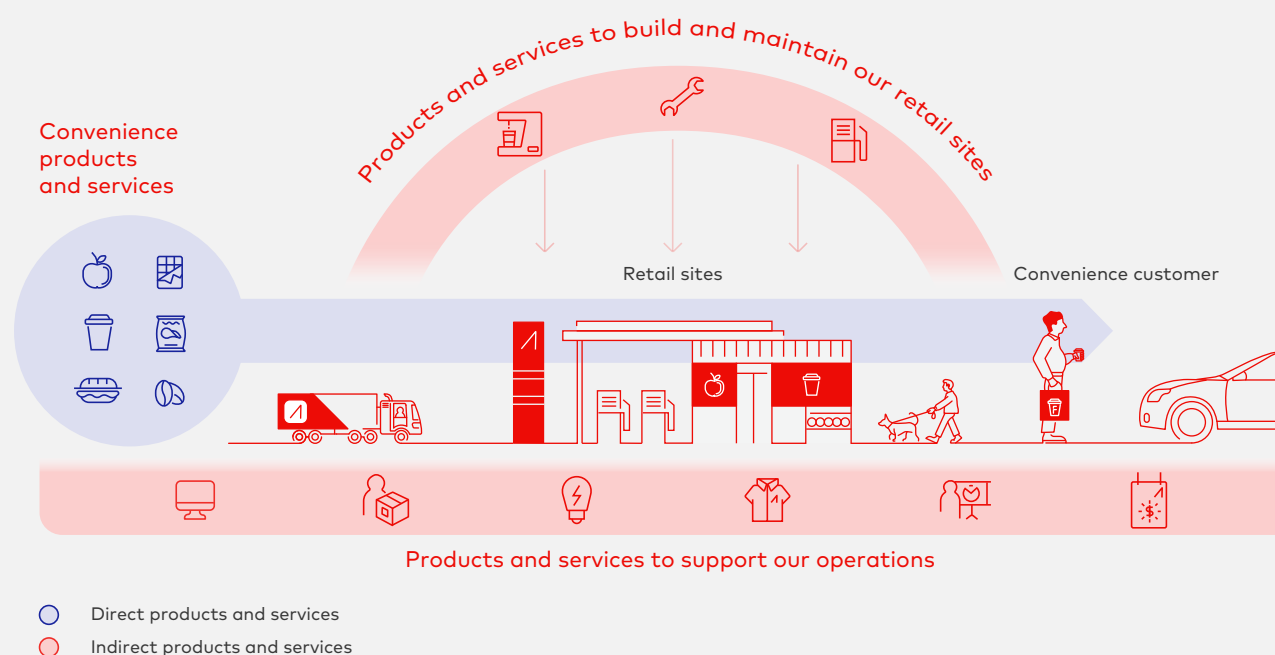 Products and services to build and maintain our retail sites
Convenience
products
and services
Retail sites
Convenience customer
F
$
Products and services to support our operations
Direct products and services
Indirect products and services